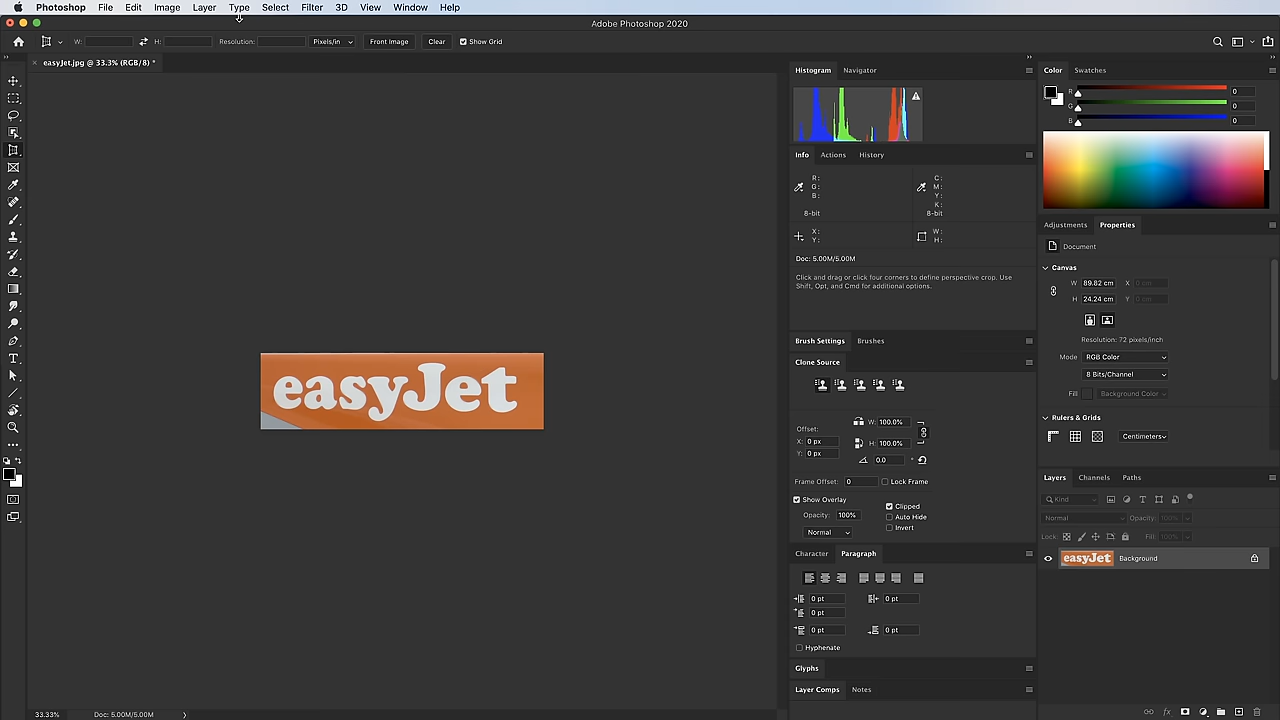 Photoshop File Edit Image Layer Type Select Filter 3D View Window Help
Adobe Photoshop 2020
W: H: Resolution: Pixels/in Front Image Clear Show Grid
easyJet.jpg @ 33.3% (RGB/8) *
Histogram Navigator
Info Actions History
R: C:
G: M:
B: Y:
K:
8-bit 8-bit
X: W:
Y: H:
Doc: 5.00M/5.00M
Click and drag or click four corners to define perspective crop. Use
Shift, Opt, and Cmd for additional options.
Brush Settings Brushes
Clone Source
Offset: W: 100.0%
X: 0 px H: 100.0%
Y: 0 px 0.0 °
Frame Offset: 0 Lock Frame
Show Overlay Clipped
Opacity: 100% Auto Hide
Normal Invert
Character Paragraph
0 pt 0 pt
0 pt
0 pt 0 pt
Hyphenate
Glyphs
Layer Comps Notes
Color Swatches
R 0
G 0
B 0
Adjustments Properties
Document
Canvas
W 89.82 cm X 0 cm
H 24.24 cm Y 0 cm
Resolution: 72 pixels/inch
Mode RGB Color
8 Bits/Channel
Fill Background Color
Rulers & Grids
Centimeters
Layers Channels Paths
Kind
Normal Opacity: 100%
Lock: Fill: 100%
easyJet Background
fx
easyJet
33.33% Doc: 5.00M/5.00M